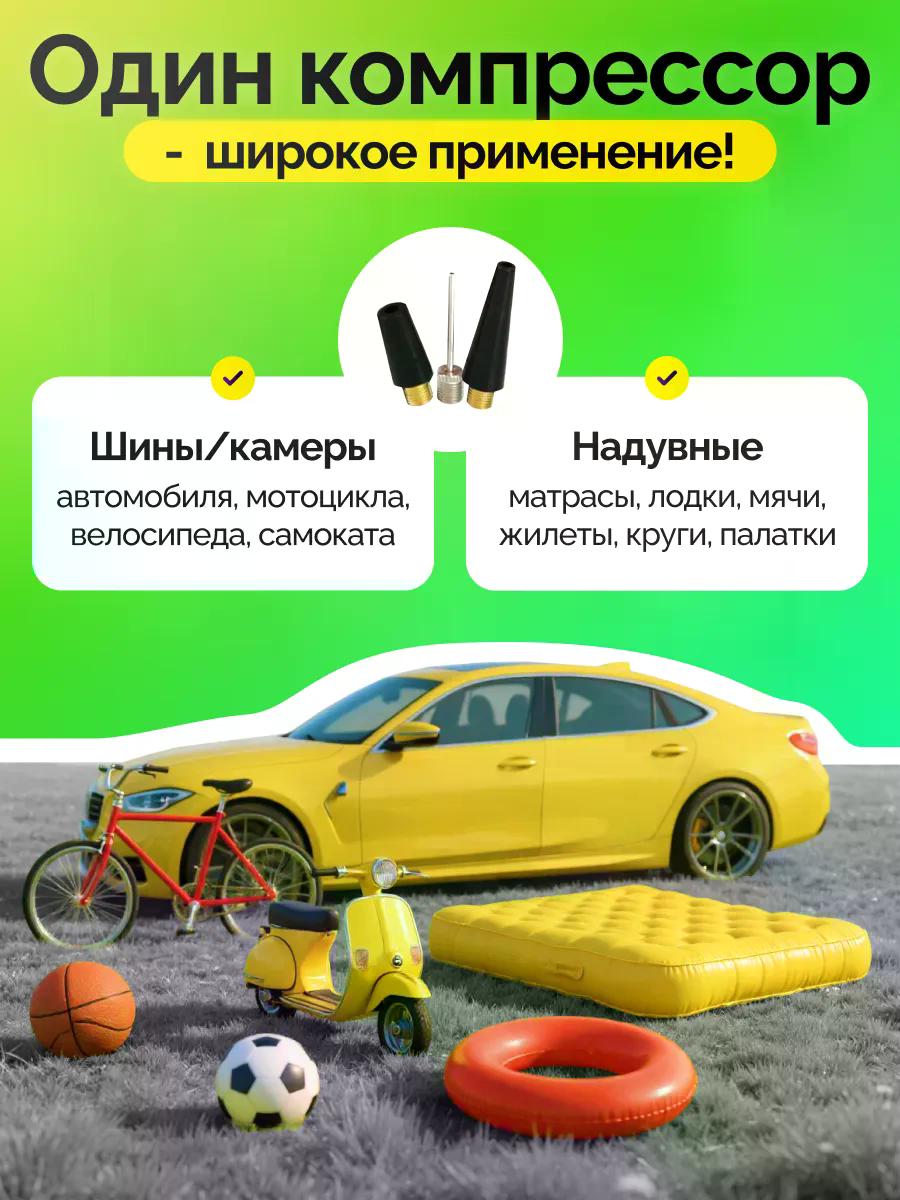 Один компрессор
- широкое применение!
Шины/камеры
автомобиля, мотоцикла,
велосипеда, самоката
Надувные
матрасы, лодки, мячи,
жилеты, круги, палатки